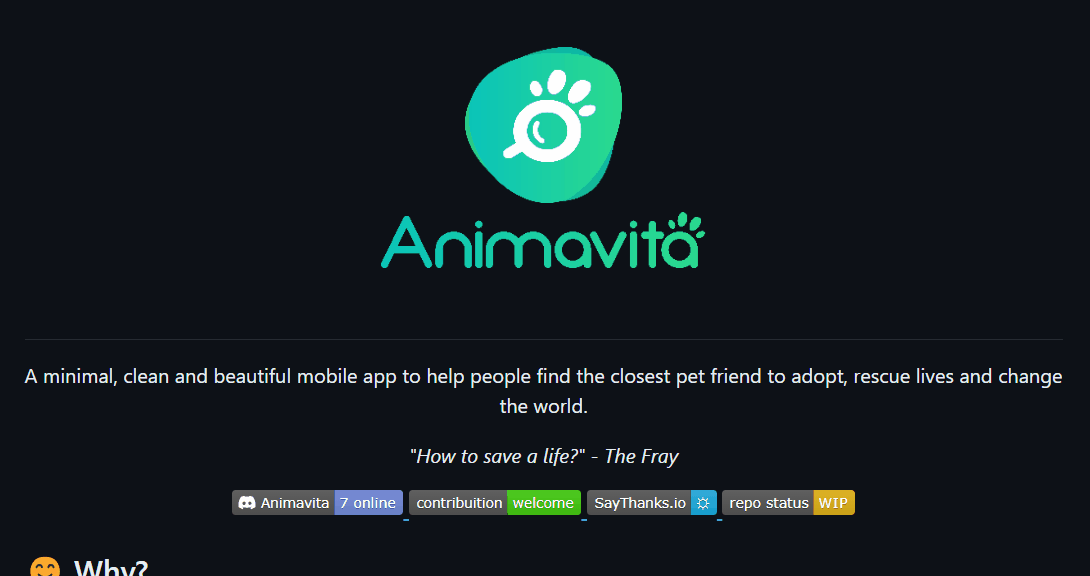 Animavita
A minimal, clean and beautiful mobile app to help people find the closest pet friend to adopt, rescue lives and change
the world.
"How to save a life?" - The Fray
Animavita 7 online contribuition welcome SayThanks.io repo status WIP
Why?